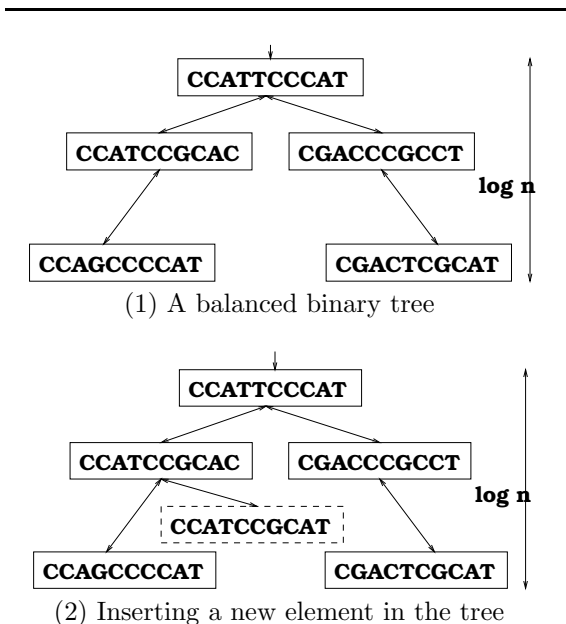 CCATTCCCAT
CCATCCGCAC CGACCCGCCT
log n
CCAGCCCCAT CGACTCGCAT
(1) A balanced binary tree
CCATTCCCAT
CCATCCGCAC CGACCCGCCT
log n
CCATCCGCAT
CCAGCCCCAT CGACTCGCAT
(2) Inserting a new element in the tree